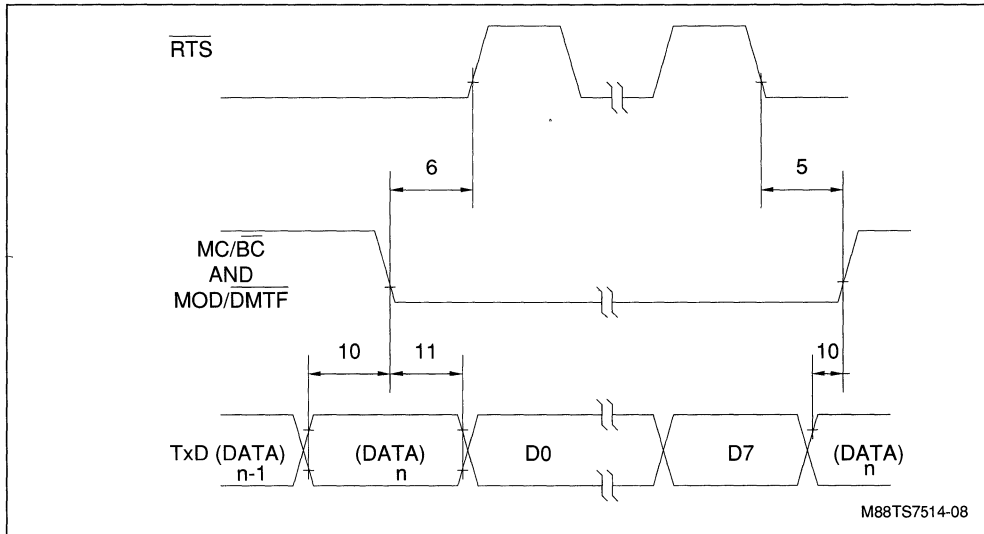 RTS
6
5
MC/BC
AND
MOD/DMTF
10
11
10
TxD (DATA) n-1
(DATA) n
D0
D7
(DATA) n
M88TS7514-08